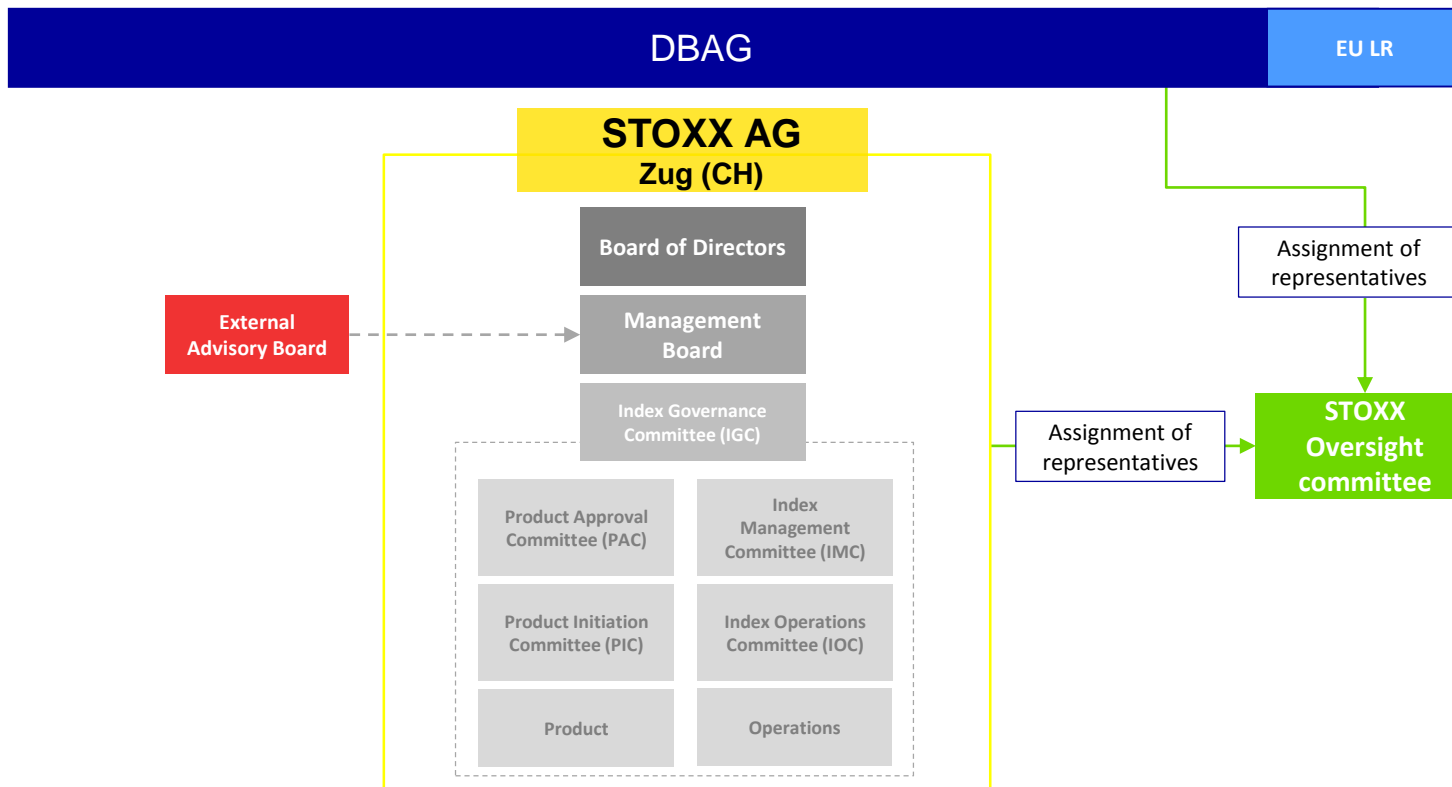 DBAG
EU LR
STOXX AG
Zug (CH)
Board of Directors
Assignment of
representatives
External
Advisory Board
Management
Board
Index Governance
Committee (IGC)
Assignment of
representatives
STOXX
Oversight
committee
Product Approval
Committee (PAC)
Index
Management
Committee (IMC)
Product Initiation
Committee (PIC)
Index Operations
Committee (IOC)
Product
Operations